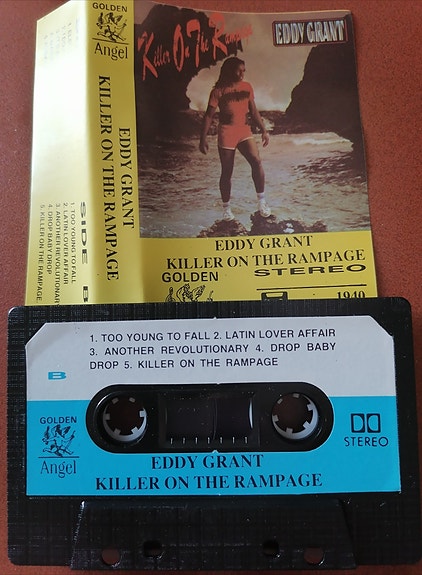 GOLDEN
Angel
EDDY GRANT
KILLER ON THE RAMPAGE
SIDE B
1. TOO YOUNG TO FALL
2. LATIN LOVER AFFAIR
3. ANOTHER REVOLUTIONARY
4. DROP BABY DROP
5. KILLER ON THE RAMPAGE
Killer On The Rampage
EDDY GRANT
EDDY GRANT
KILLER ON THE RAMPAGE
GOLDEN
STEREO
1940
1. TOO YOUNG TO FALL 2. LATIN LOVER AFFAIR
3. ANOTHER REVOLUTIONARY 4. DROP BABY
DROP 5. KILLER ON THE RAMPAGE
B
GOLDEN
Angel
STEREO
EDDY GRANT
KILLER ON THE RAMPAGE